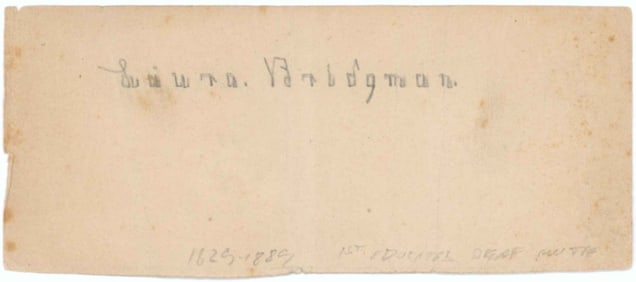 Laura. Bridgman.
1829-1889 1ST EDUCATED DEAF MUTE